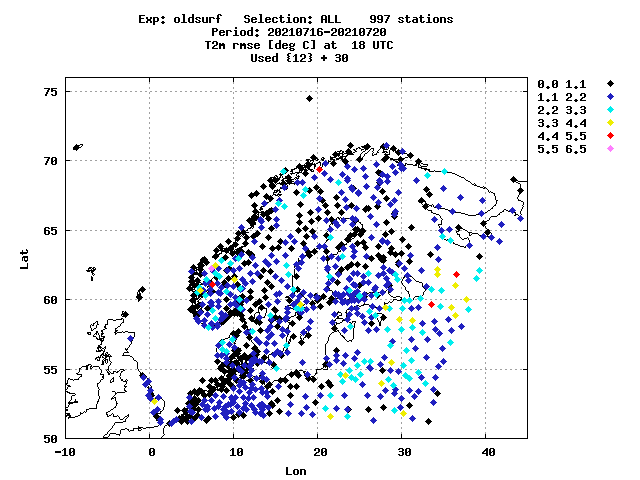 Exp: oldsurf   Selection: ALL    997 stations
Period: 20210716-20210720
T2m rmse [deg C] at  18 UTC
Used {12} + 30
0.0 1.1
1.1 2.2
2.2 3.3
3.3 4.4
4.4 5.5
5.5 6.5
75
70
65
60
55
50
Lat
-10 0 10 20 30 40
Lon